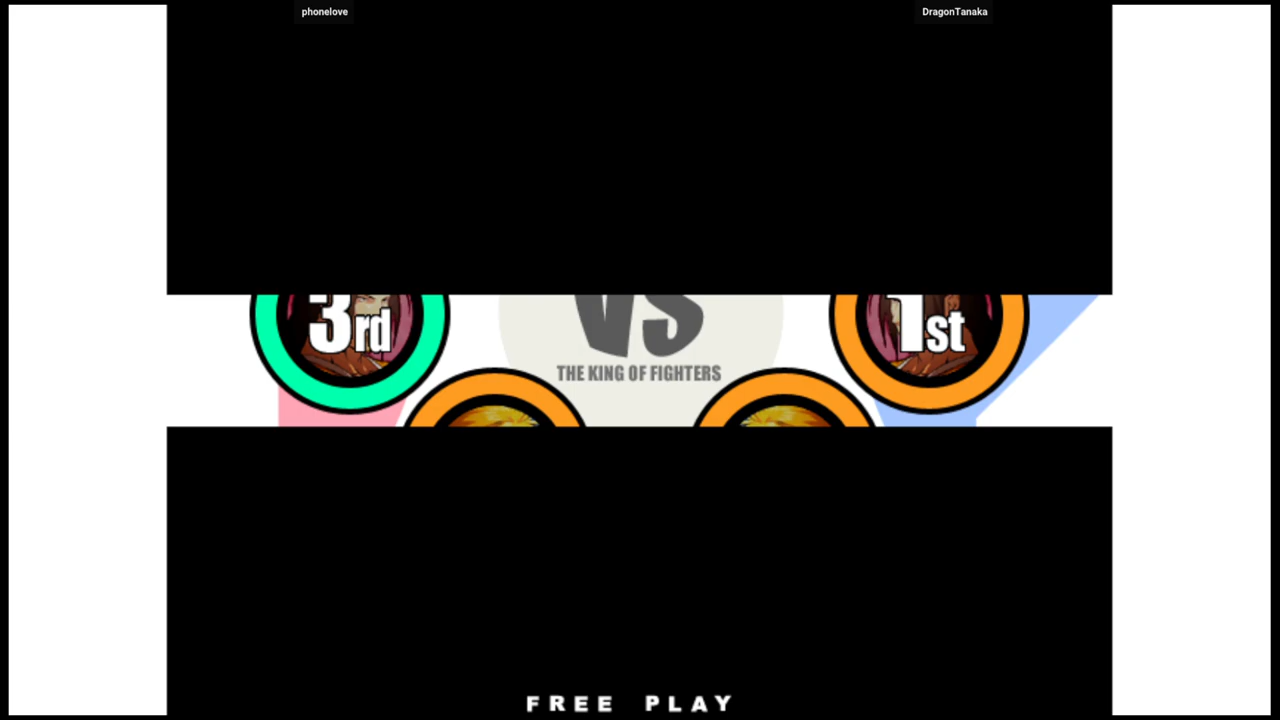 phonelove
DragonTanaka
3rd
VS
1st
THE KING OF FIGHTERS
FREE PLAY